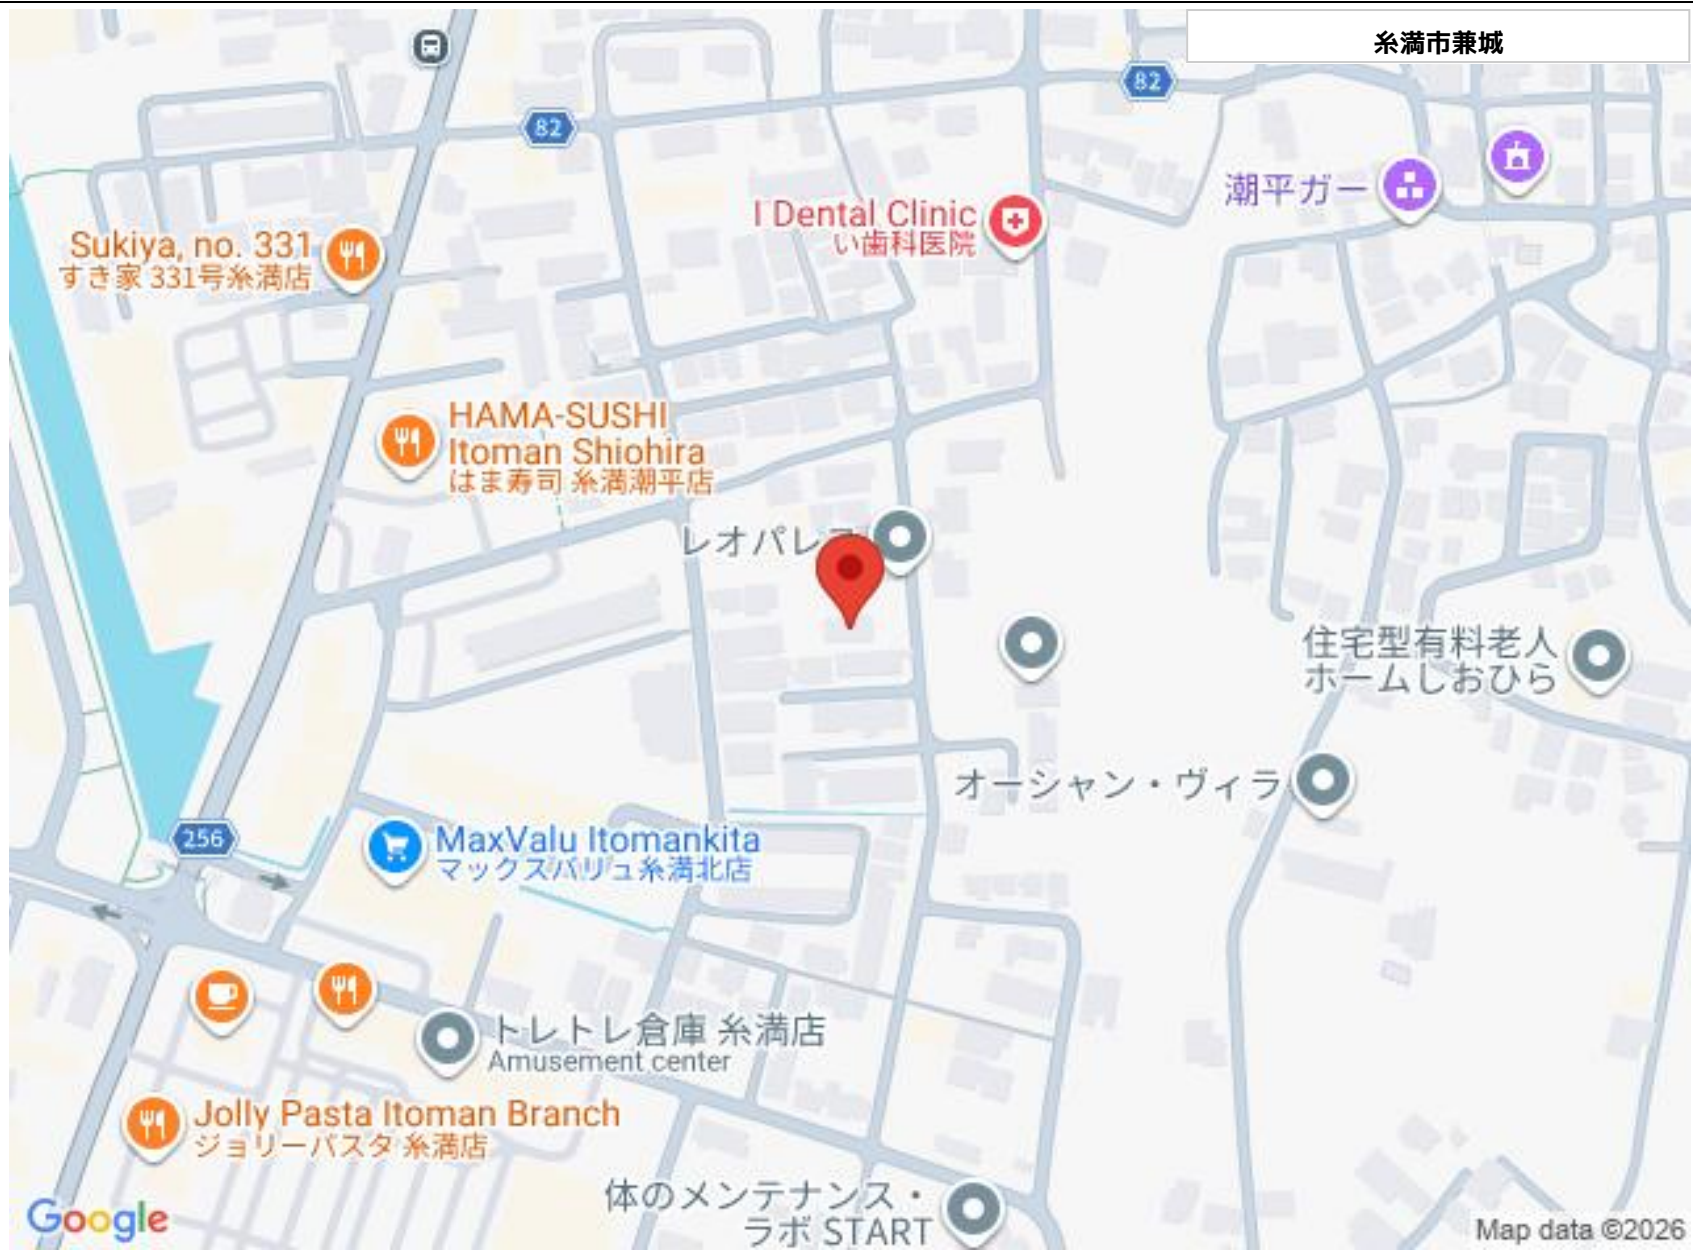 糸満市兼城
82
82
潮平ガー
I Dental Clinic
い歯科医院
Sukiya, no. 331
すき家 331号糸満店
HAMA-SUSHI
Itoman Shiohira
はま寿司 糸満潮平店
レオパレ
住宅型有料老人
ホームしおひら
オーシャン・ヴィラ
256
MaxValu Itomankita
マックスバリュ糸満北店
トレトレ倉庫 糸満店
Amusement center
Jolly Pasta Itoman Branch
ジョリーパスタ 糸満店
体のメンテナンス・
ラボ START
Google
Map data ©2026